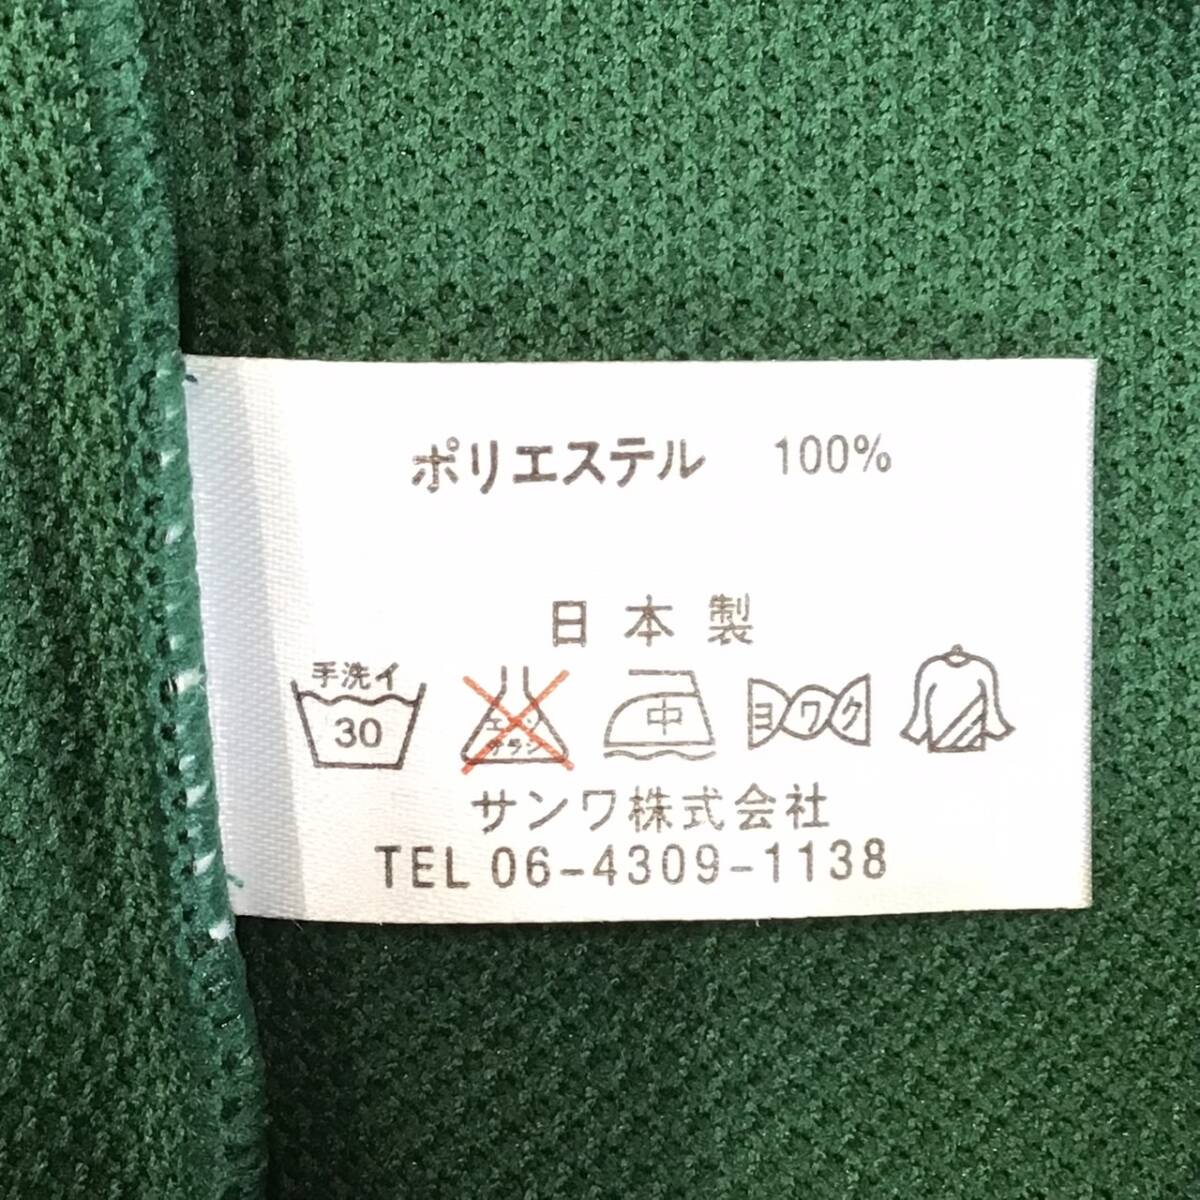 ポリエステル 100%
日本製
手洗イ
30
エンソ
サラシ
中
ヨワク
サンワ株式会社
TEL 06-4309-1138